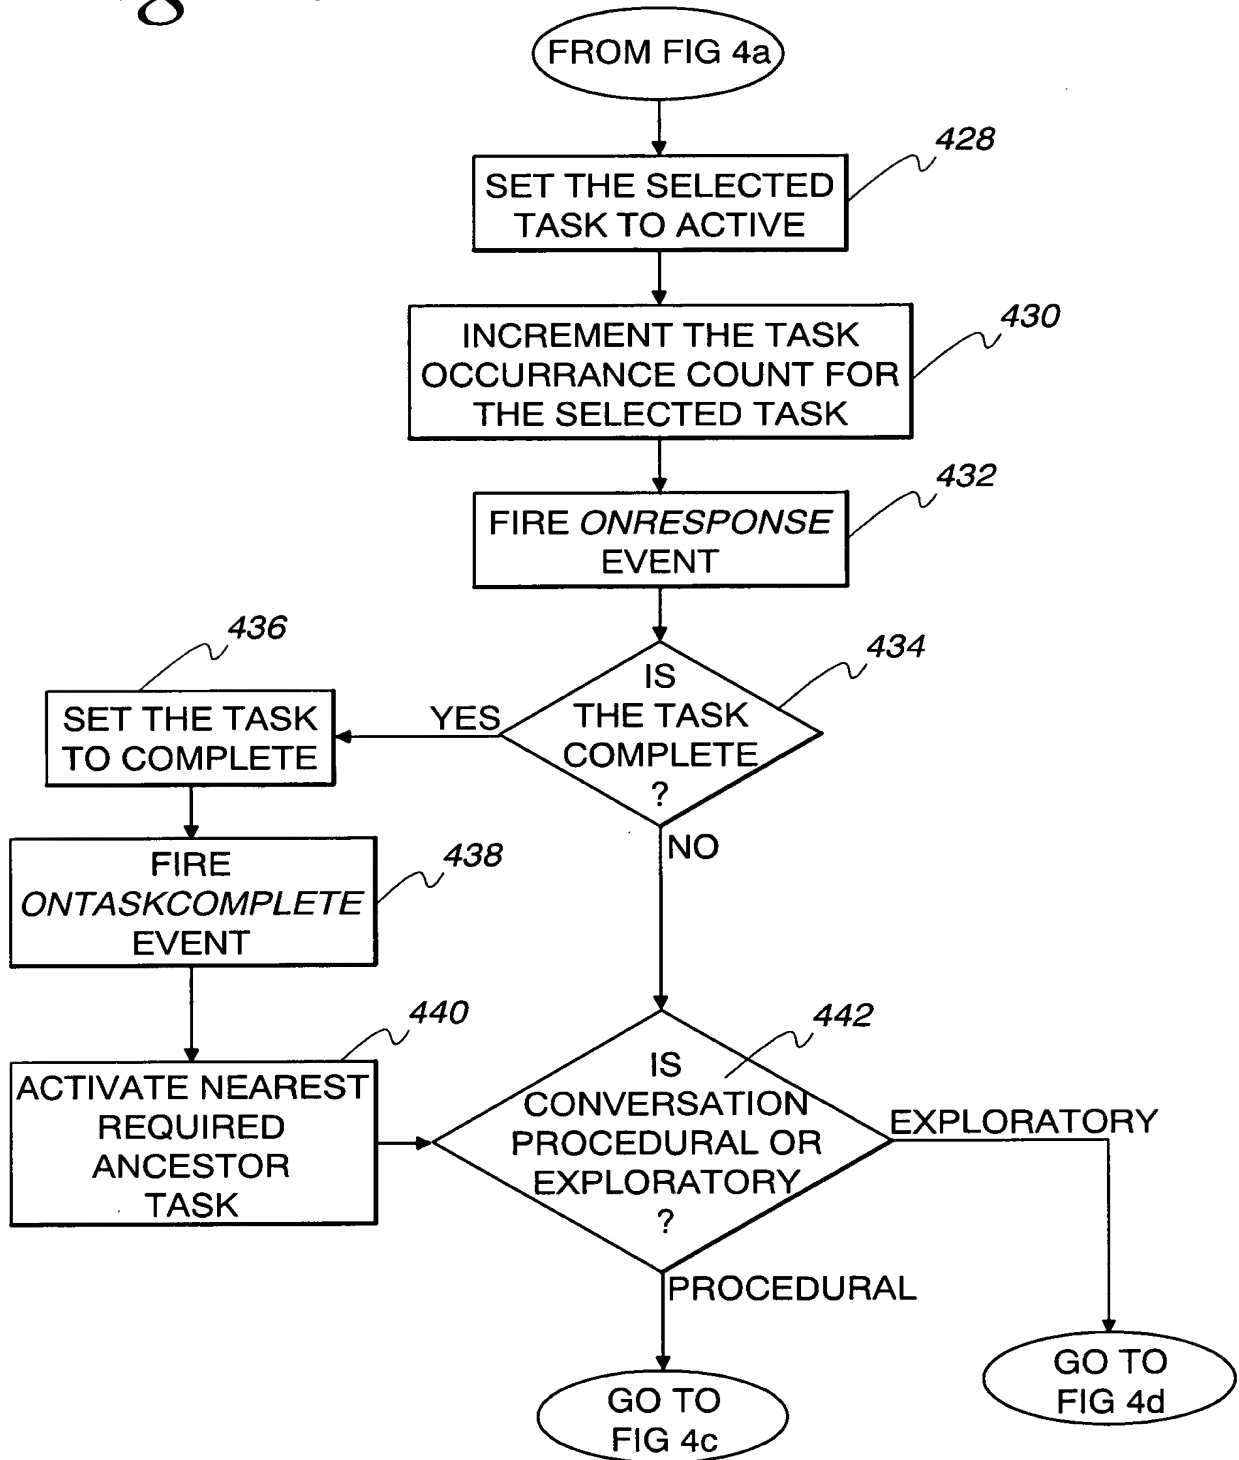 FROM FIG 4a
428
SET THE SELECTED
TASK TO ACTIVE
430
INCREMENT THE TASK
OCCURRANCE COUNT FOR
THE SELECTED TASK
432
FIRE ONRESPONSE
EVENT
434
IS
THE TASK
COMPLETE
?
YES
NO
436
SET THE TASK
TO COMPLETE
438
FIRE
ONTASKCOMPLETE
EVENT
440
ACTIVATE NEAREST
REQUIRED
ANCESTOR
TASK
442
IS
CONVERSATION
PROCEDURAL OR
EXPLORATORY
?
EXPLORATORY
PROCEDURAL
GO TO
FIG 4d
GO TO
FIG 4c